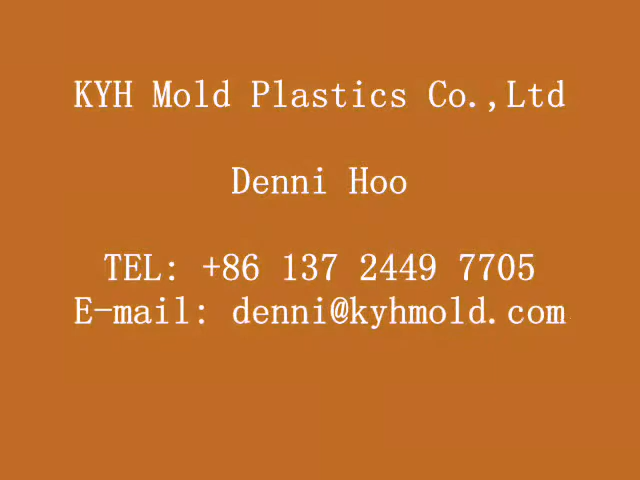 KYH Mold Plastics Co.,Ltd
Denni Hoo
TEL: +86 137 2449 7705
E-mail: denni@kyhmold.com